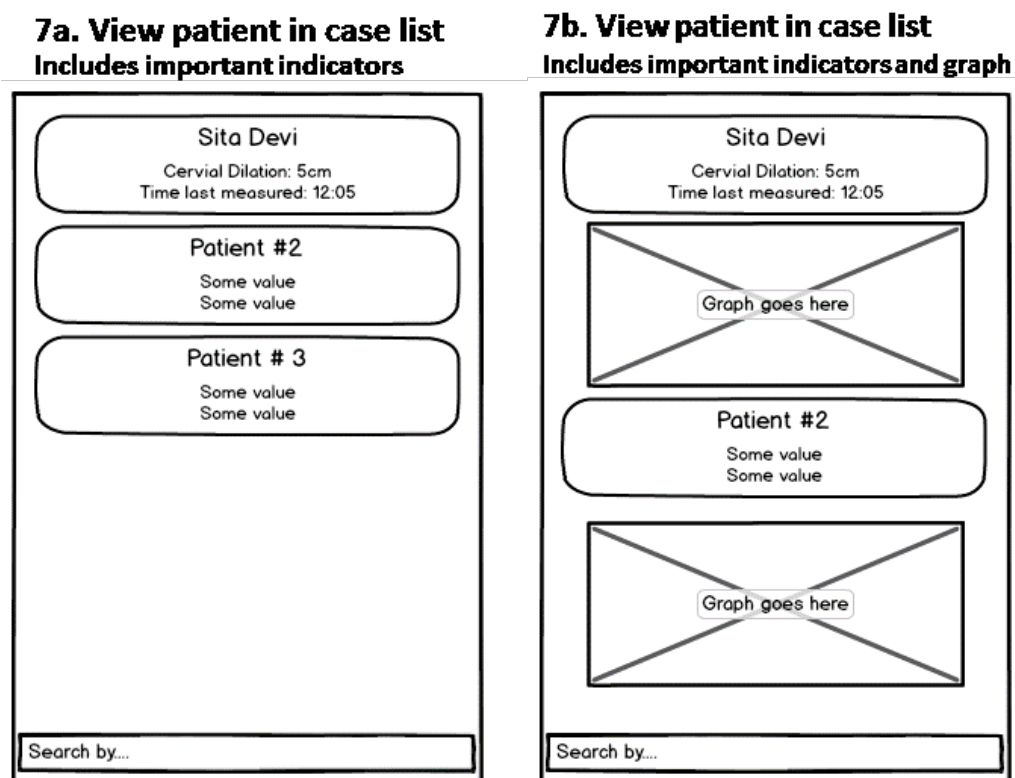 7a. View patient in case list
Includes important indicators
Sita Devi
Cervial Dilation: 5cm
Time last measured: 12:05
Patient #2
Some value
Some value
Patient # 3
Some value
Some value
Search by....
7b. View patient in case list
Includes important indicators and graph
Sita Devi
Cervial Dilation: 5cm
Time last measured: 12:05
Graph goes here
Patient #2
Some value
Some value
Graph goes here
Search by....